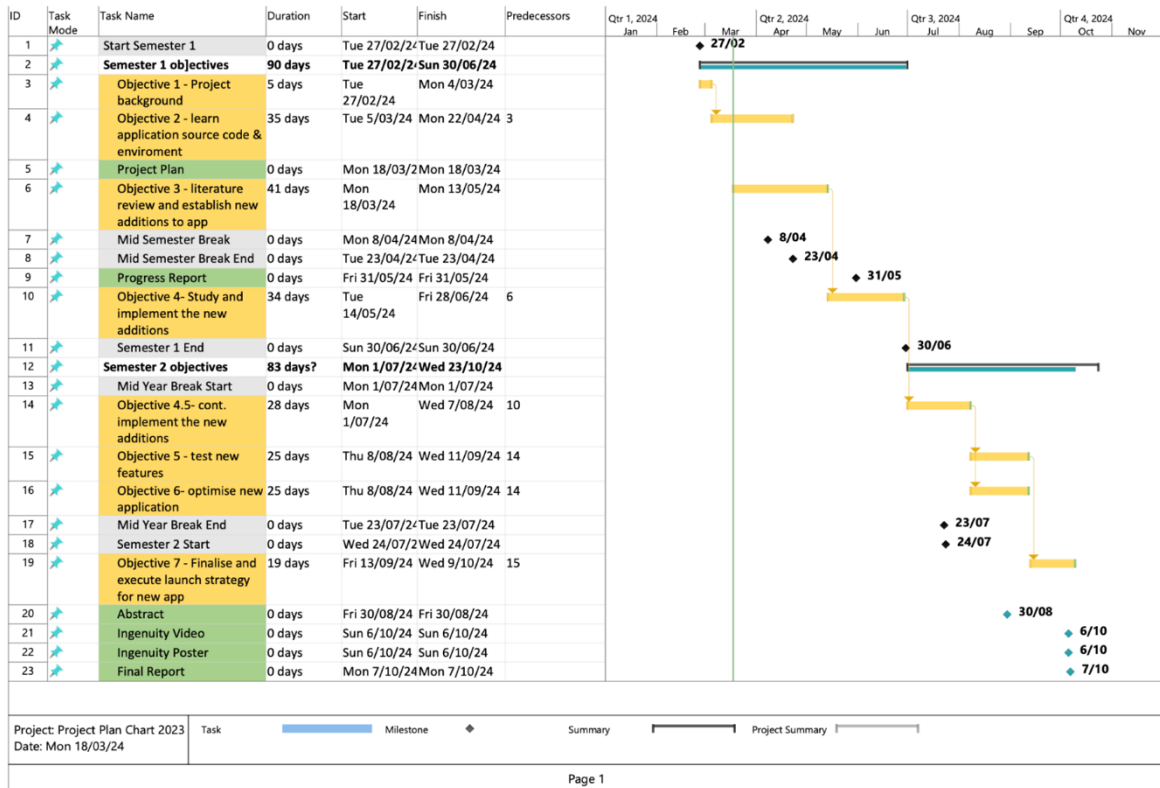 ID Task Mode Task Name Duration Start Finish Predecessors Qtr 1, 2024 Qtr 2, 2024 Qtr 3, 2024 Qtr 4, 2024
Jan Feb Mar Apr May Jun Jul Aug Sep Oct Nov
1 Start Semester 1 0 days Tue 27/02/24 Tue 27/02/24 27/02
2 Semester 1 objectives 90 days Tue 27/02/24 Sun 30/06/24
3 Objective 1 - Project 5 days Tue Mon 4/03/24
background 27/02/24
4 Objective 2 - learn 35 days Tue 5/03/24 Mon 22/04/24 3
application source code &
enviroment
5 Project Plan 0 days Mon 18/03/2 Mon 18/03/24
6 Objective 3 - literature 41 days Mon Mon 13/05/24
review and establish new 18/03/24
additions to app
7 Mid Semester Break 0 days Mon 8/04/24 Mon 8/04/24 8/04
8 Mid Semester Break End 0 days Tue 23/04/24 Tue 23/04/24 23/04
9 Progress Report 0 days Fri 31/05/24 Fri 31/05/24 31/05
10 Objective 4- Study and 34 days Tue Fri 28/06/24 6
implement the new 14/05/24
additions
11 Semester 1 End 0 days Sun 30/06/24 Sun 30/06/24 30/06
12 Semester 2 objectives 83 days? Mon 1/07/24 Wed 23/10/24
13 Mid Year Break Start 0 days Mon 1/07/24 Mon 1/07/24
14 Objective 4.5- cont. 28 days Mon Wed 7/08/24 10
implement the new 1/07/24
additions
15 Objective 5 - test new 25 days Thu 8/08/24 Wed 11/09/24 14
features
16 Objective 6- optimise new 25 days Thu 8/08/24 Wed 11/09/24 14
application
17 Mid Year Break End 0 days Tue 23/07/24 Tue 23/07/24 23/07
18 Semester 2 Start 0 days Wed 24/07/2 Wed 24/07/24 24/07
19 Objective 7 - Finalise and 19 days Fri 13/09/24 Wed 9/10/24 15
execute launch strategy
for new app
20 Abstract 0 days Fri 30/08/24 Fri 30/08/24 30/08
21 Ingenuity Video 0 days Sun 6/10/24 Sun 6/10/24 6/10
22 Ingenuity Poster 0 days Sun 6/10/24 Sun 6/10/24 6/10
23 Final Report 0 days Mon 7/10/24 Mon 7/10/24 7/10
Project: Project Plan Chart 2023
Date: Mon 18/03/24
Task Milestone Summary Project Summary
Page 1